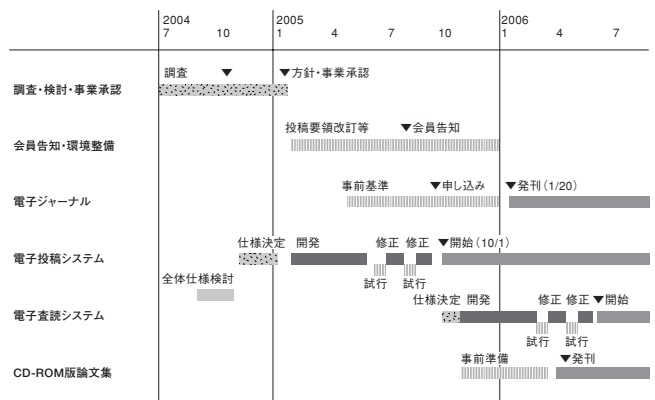 2004 2005 2006
7 10 1 4 7 10 1 4 7
調査 ▼ ▼方針・事業承認
調査・検討・事業承認
投稿要領改訂等 ▼会員告知
会員告知・環境整備
事前基準 ▼申し込み ▼発刊（1/20）
電子ジャーナル
仕様決定 開発 修正 修正 ▼開始（10/1）
電子投稿システム
試行 試行
全体仕様検討
仕様決定 開発 修正 修正 ▼開始
電子査読システム
試行 試行
事前準備 ▼発刊
CD-ROM版論文集